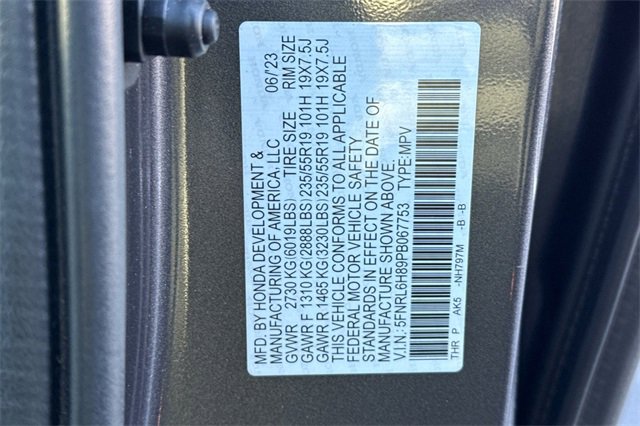 MFD. BY HONDA DEVELOPMENT &
MANUFACTURING OF AMERICA, LLC 06/23
GVWR 2730 KG(6019LBS) TIRE SIZE RIM SIZE
GAWR F 1310 KG(2888LBS)235/55R19 101H 19X7.5J
GAWR R 1465 KG(3230LBS)235/55R19 101H 19X7.5J
THIS VEHICLE CONFORMS TO ALL APPLICABLE
FEDERAL MOTOR VEHICLE SAFETY
STANDARDS IN EFFECT ON THE DATE OF
MANUFACTURE SHOWN ABOVE.
V.I.N.: 5FNRL6H89PB067753 TYPE:MPV
THR P AK5 -NH797M -B -B